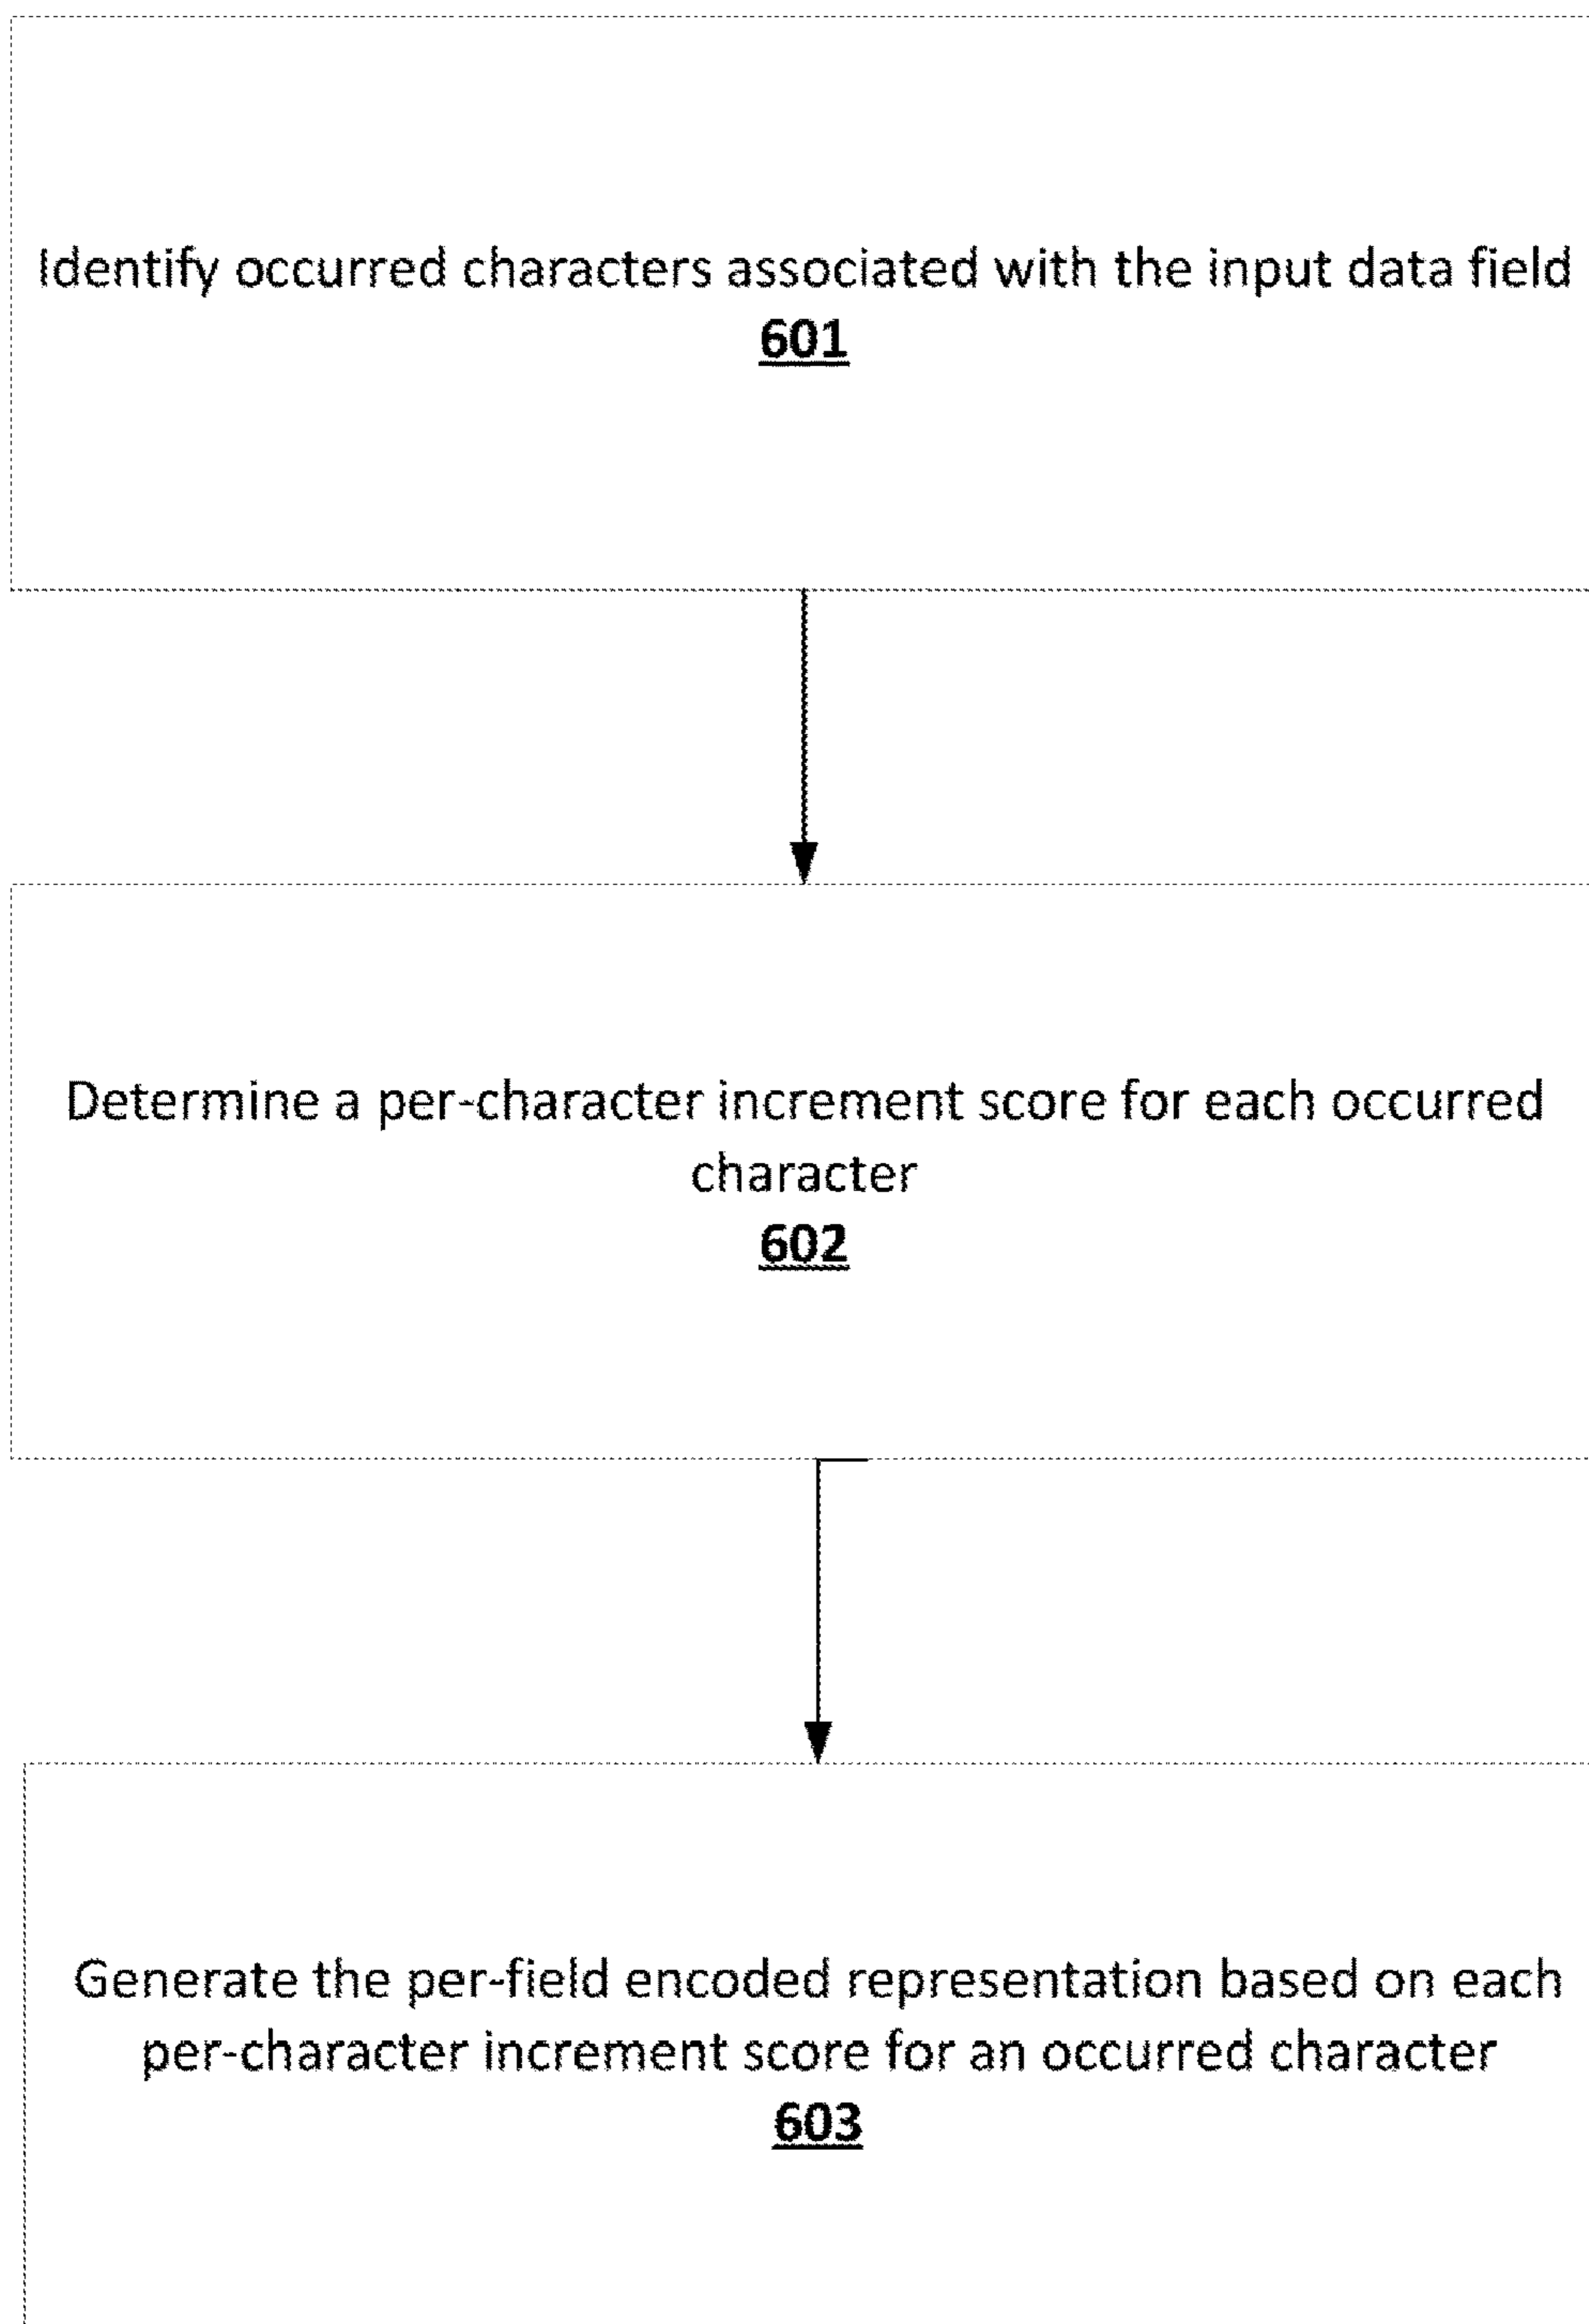 Identify occurred characters associated with the input data field
601
Determine a per-character increment score for each occurred
character
602
Generate the per-field encoded representation based on each
per-character increment score for an occurred character
603